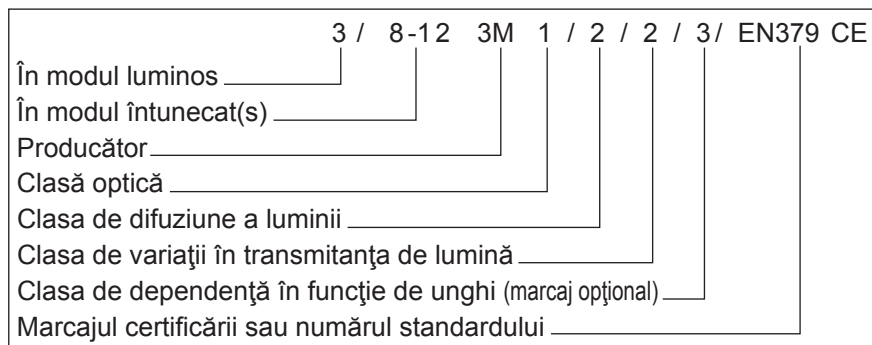 3 / 8-12 3M 1 / 2 / 2 / 3 / EN379 CE
În modul luminos
În modul întunecat(s)
Producător
Clasă optică
Clasa de difuziune a luminii
Clasa de variaţii în transmitanţa de lumină
Clasa de dependenţă în funcţie de unghi (marcaj opţional)
Marcajul certificării sau numărul standardului